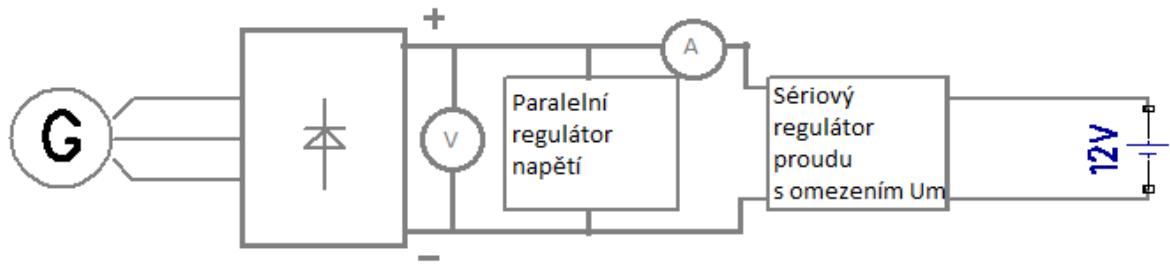 G
+
V
−
Paralelní
regulátor
napětí
A
Sériový
regulátor
proudu
s omezením Um
12V